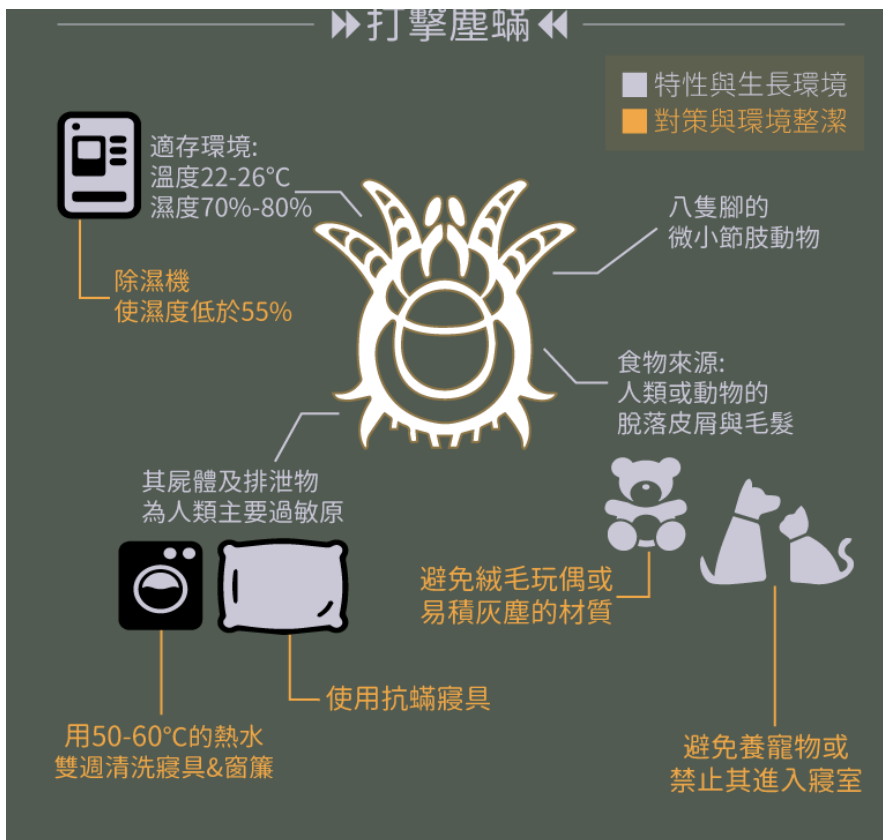 打擊塵蟎
特性與生長環境
對策與環境整潔
適存環境:
溫度22-26℃
濕度70%-80%
八隻腳的
微小節肢動物
除濕機
使濕度低於55%
食物來源:
人類或動物的
脫落皮屑與毛髮
其屍體及排泄物
為人類主要過敏原
避免絨毛玩偶或
易積灰塵的材質
使用抗蟎寢具
用50-60℃的熱水
雙週清洗寢具&窗簾
避免養寵物或
禁止其進入寢室